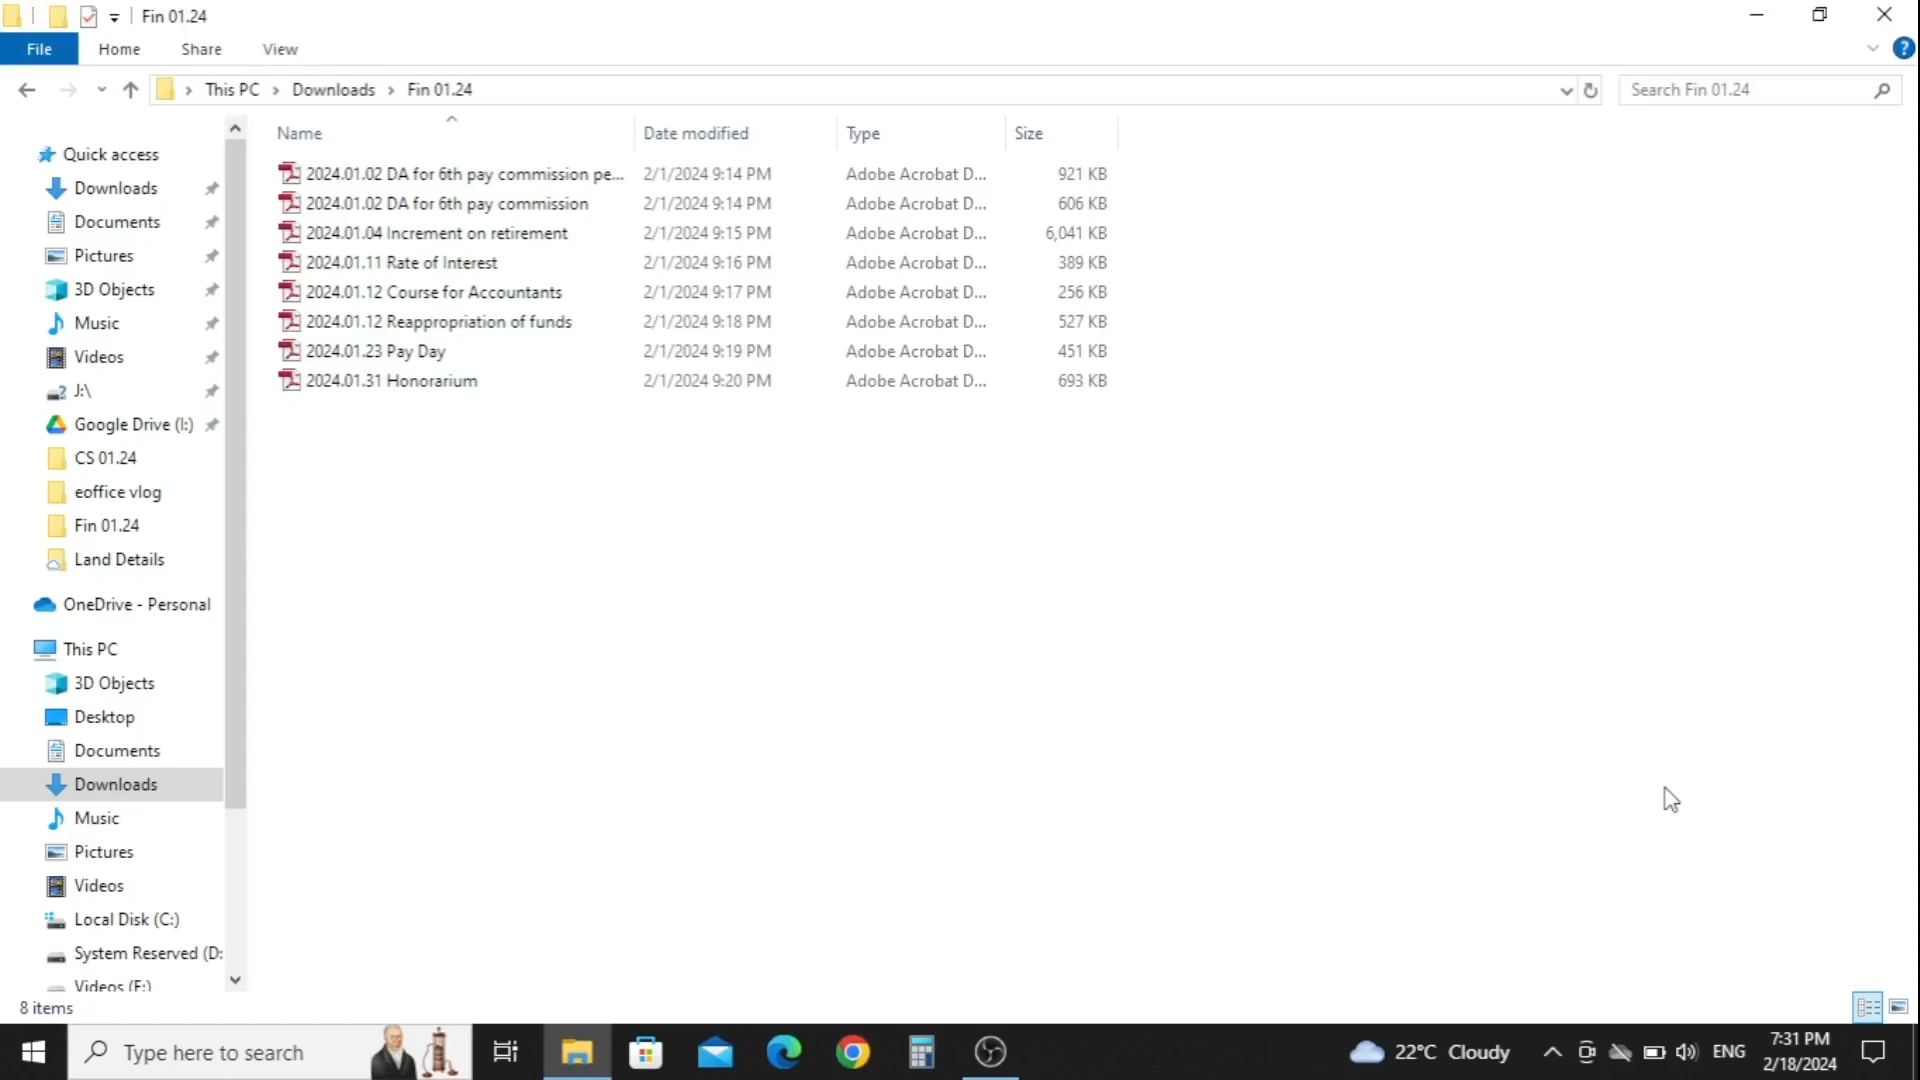 Fin 01.24
File Home Share View
This PC Downloads Fin 01.24 Search Fin 01.24
Name Date modified Type Size
2024.01.02 DA for 6th pay commission pe... 2/1/2024 9:14 PM Adobe Acrobat D... 921 KB
2024.01.02 DA for 6th pay commission 2/1/2024 9:14 PM Adobe Acrobat D... 606 KB
2024.01.04 Increment on retirement 2/1/2024 9:15 PM Adobe Acrobat D... 6,041 KB
2024.01.11 Rate of Interest 2/1/2024 9:16 PM Adobe Acrobat D... 389 KB
2024.01.12 Course for Accountants 2/1/2024 9:17 PM Adobe Acrobat D... 256 KB
2024.01.12 Reappropriation of funds 2/1/2024 9:18 PM Adobe Acrobat D... 527 KB
2024.01.23 Pay Day 2/1/2024 9:19 PM Adobe Acrobat D... 451 KB
2024.01.31 Honorarium 2/1/2024 9:20 PM Adobe Acrobat D... 693 KB
Quick access
Downloads
Documents
Pictures
3D Objects
Music
Videos
J:\
Google Drive (I:)
CS 01.24
eoffice vlog
Fin 01.24
Land Details
OneDrive - Personal
This PC
3D Objects
Desktop
Documents
Downloads
Music
Pictures
Videos
Local Disk (C:)
System Reserved (D:
Videos (E:)
8 items
Type here to search
22°C Cloudy
ENG
7:31 PM
2/18/2024